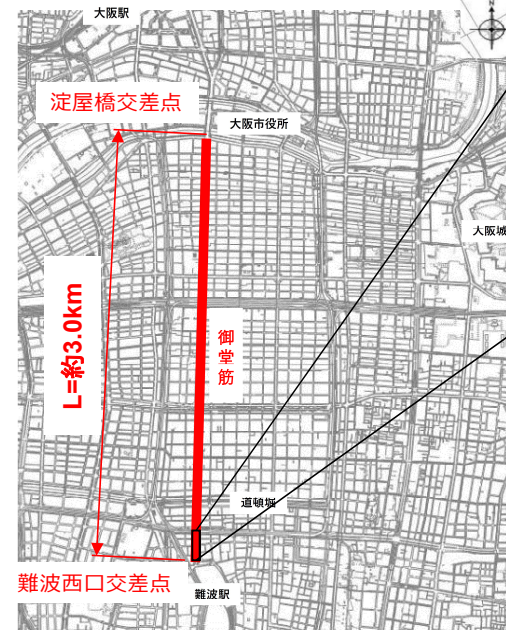 大阪駅
N
淀屋橋交差点
大阪市役所
大阪城
L=約3.0km
御堂筋
道頓堀
難波西口交差点
難波駅